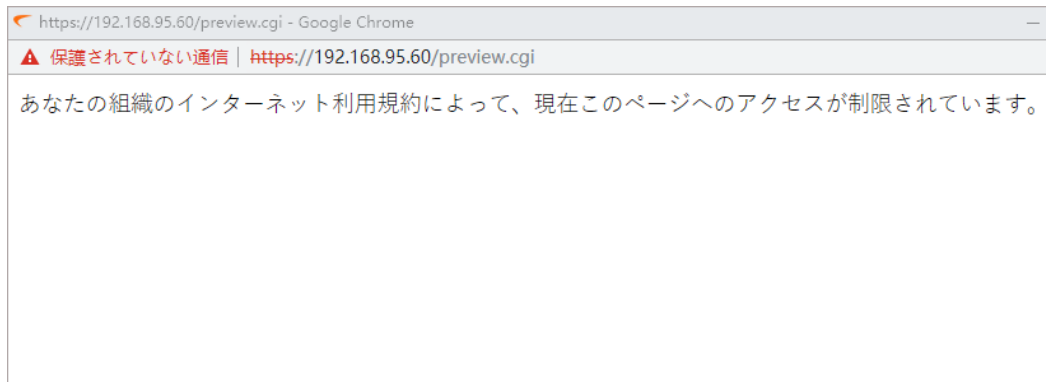 https://192.168.95.60/preview.cgi - Google Chrome
保護されていない通信 | https://192.168.95.60/preview.cgi
あなたの組織のインターネット利用規約によって、現在このページへのアクセスが制限されています。